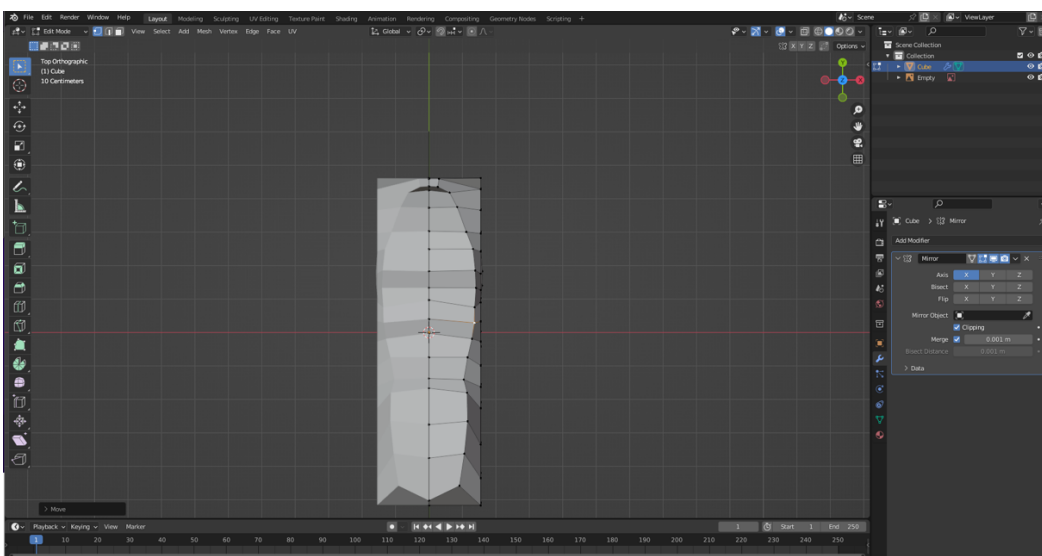 File Edit Render Window Help Layout Modeling Sculpting UV Editing Texture Paint Shading Animation Rendering Compositing Geometry Nodes Scripting + Scene ViewLayer
Edit Mode View Select Add Mesh Vertex Edge Face UV Global
X Y Z Options
Top Orthographic
(1) Cube
10 Centimeters
Y
Z X
Scene Collection
Collection
Cube
Empty
Cube > Mirror
Add Modifier
Mirror
Axis X Y Z
Bisect X Y Z
Flip X Y Z
Mirror Object
Clipping
Merge 0.001 m
Bisect Distance 0.001 m
> Data
> Move
Playback Keying View Marker 1 Start 1 End 250
1 10 20 30 40 50 60 70 80 90 100 110 120 130 140 150 160 170 180 190 200 210 220 230 240 250